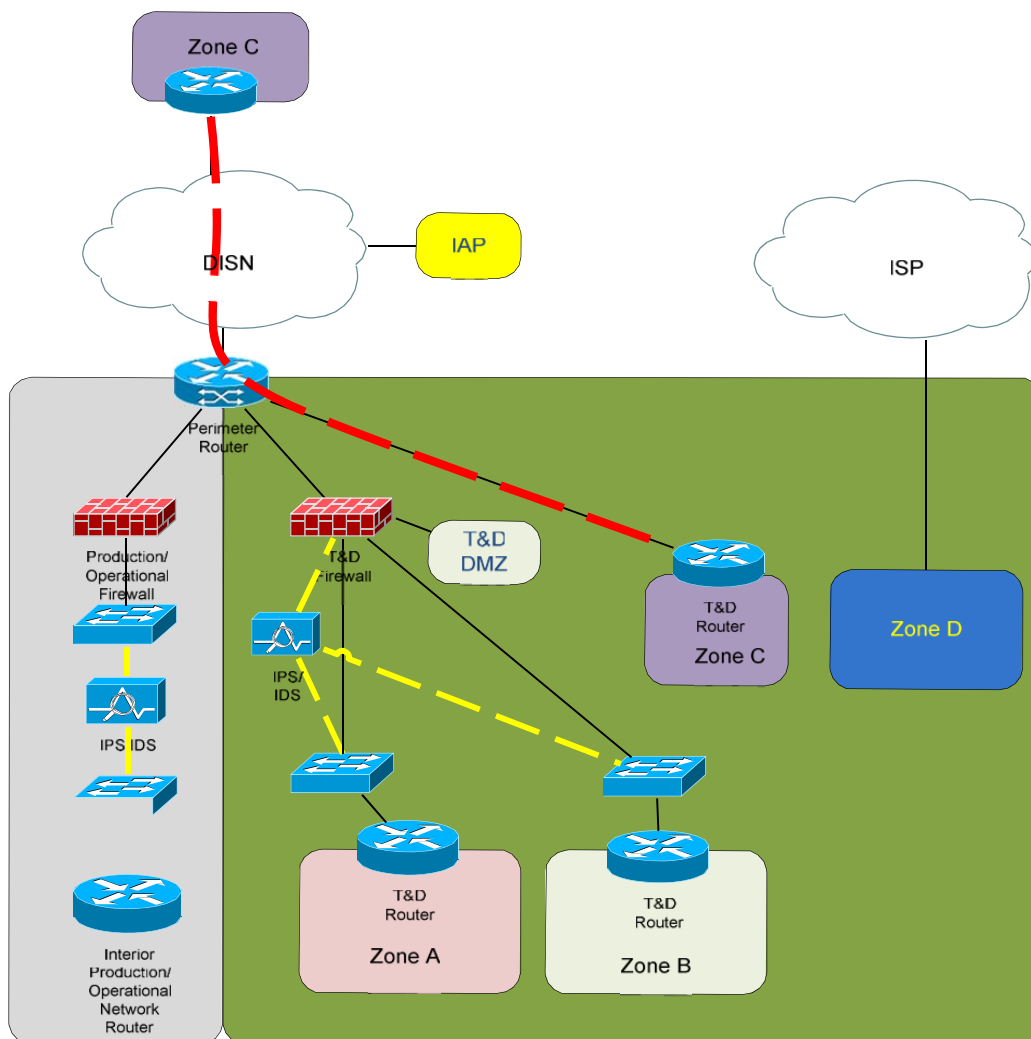 Zone C
DISN
IAP
ISP
Perimeter
Router
Production/
Operational
Firewall
T&D
Firewall
T&D
DMZ
T&D
Router
Zone C
Zone D
IPS/
IDS
IPS/IDS
T&D
Router
Zone A
T&D
Router
Zone B
Interior
Production/
Operational
Network
Router